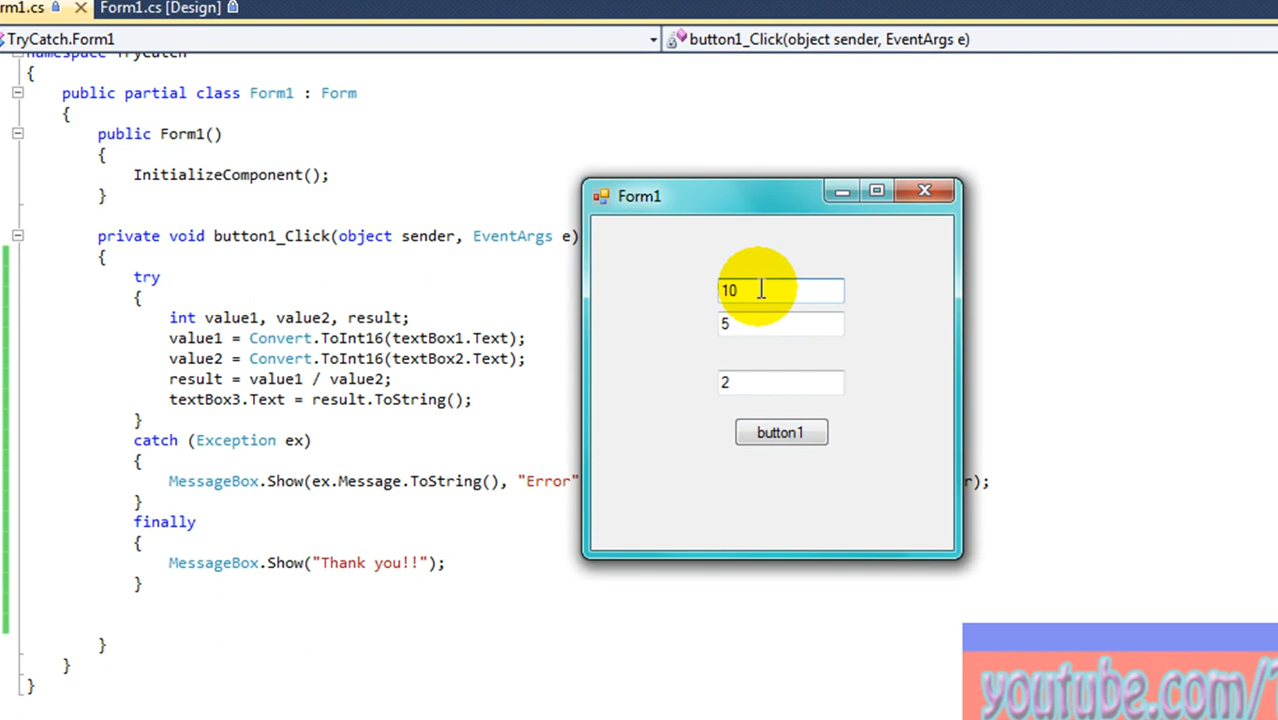 rm1.cs
Form1.cs [Design]
TryCatch.Form1
button1_Click(object sender, EventArgs e)
{
public partial class Form1 : Form
{
public Form1()
{
InitializeComponent();
}
private void button1_Click(object sender, EventArgs e)
{
try
{
int value1, value2, result;
value1 = Convert.ToInt16(textBox1.Text);
value2 = Convert.ToInt16(textBox2.Text);
result = value1 / value2;
textBox3.Text = result.ToString();
}
catch (Exception ex)
{
MessageBox.Show(ex.Message.ToString(), "Error" r);
}
finally
{
MessageBox.Show("Thank you!!");
}
}
}
}
Form1
10
5
2
button1
youtube.com/